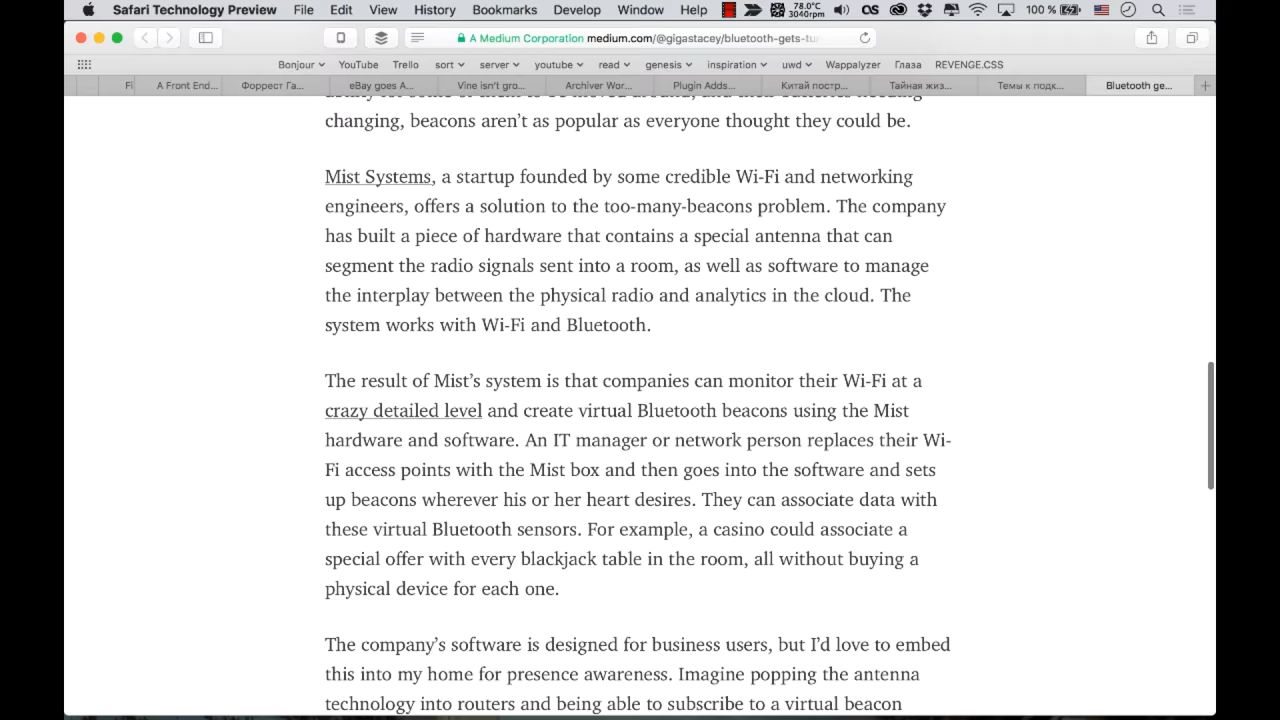 Safari Technology Preview File Edit View History Bookmarks Develop Window Help 78.0°C 3040rpm 100 %
A Medium Corporation medium.com/@gigastacey/bluetooth-gets-tu
Bonjour YouTube Trello sort server youtube read genesis inspiration uwd Wappalyzer Глаза REVENGE.CSS
Fi A Front End... Форрест Га... eBay goes A... Vine isn't gro... Archiver Wor... Plugin Adds... Китай постр... Тайная жиз... Темы к подк... Bluetooth ge...
changing, beacons aren't as popular as everyone thought they could be.
Mist Systems, a startup founded by some credible Wi-Fi and networking
engineers, offers a solution to the too-many-beacons problem. The company
has built a piece of hardware that contains a special antenna that can
segment the radio signals sent into a room, as well as software to manage
the interplay between the physical radio and analytics in the cloud. The
system works with Wi-Fi and Bluetooth.
The result of Mist's system is that companies can monitor their Wi-Fi at a
crazy detailed level and create virtual Bluetooth beacons using the Mist
hardware and software. An IT manager or network person replaces their Wi-
Fi access points with the Mist box and then goes into the software and sets
up beacons wherever his or her heart desires. They can associate data with
these virtual Bluetooth sensors. For example, a casino could associate a
special offer with every blackjack table in the room, all without buying a
physical device for each one.
The company's software is designed for business users, but I'd love to embed
this into my home for presence awareness. Imagine popping the antenna
technology into routers and being able to subscribe to a virtual beacon